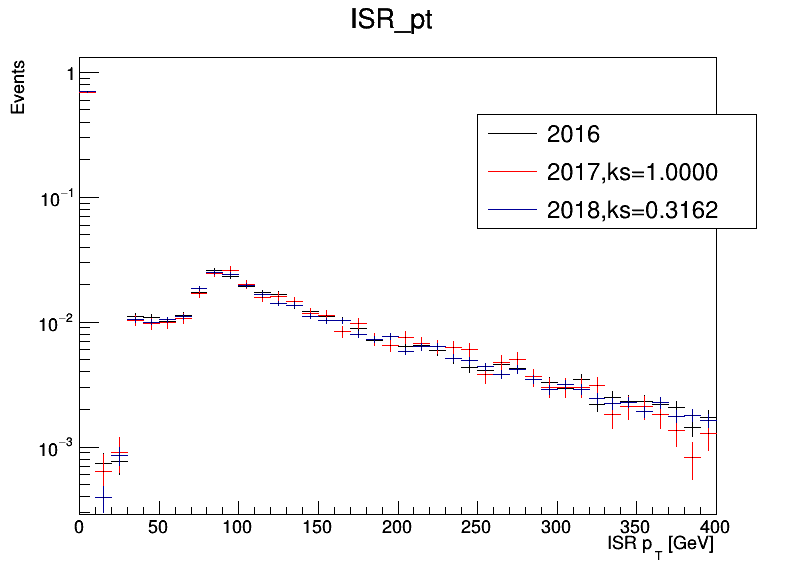 ISR_pt
Events
1
10⁻¹
10⁻²
10⁻³
2016
2017,ks=1.0000
2018,ks=0.3162
0 50 100 150 200 250 300 350 400
ISR p_T [GeV]